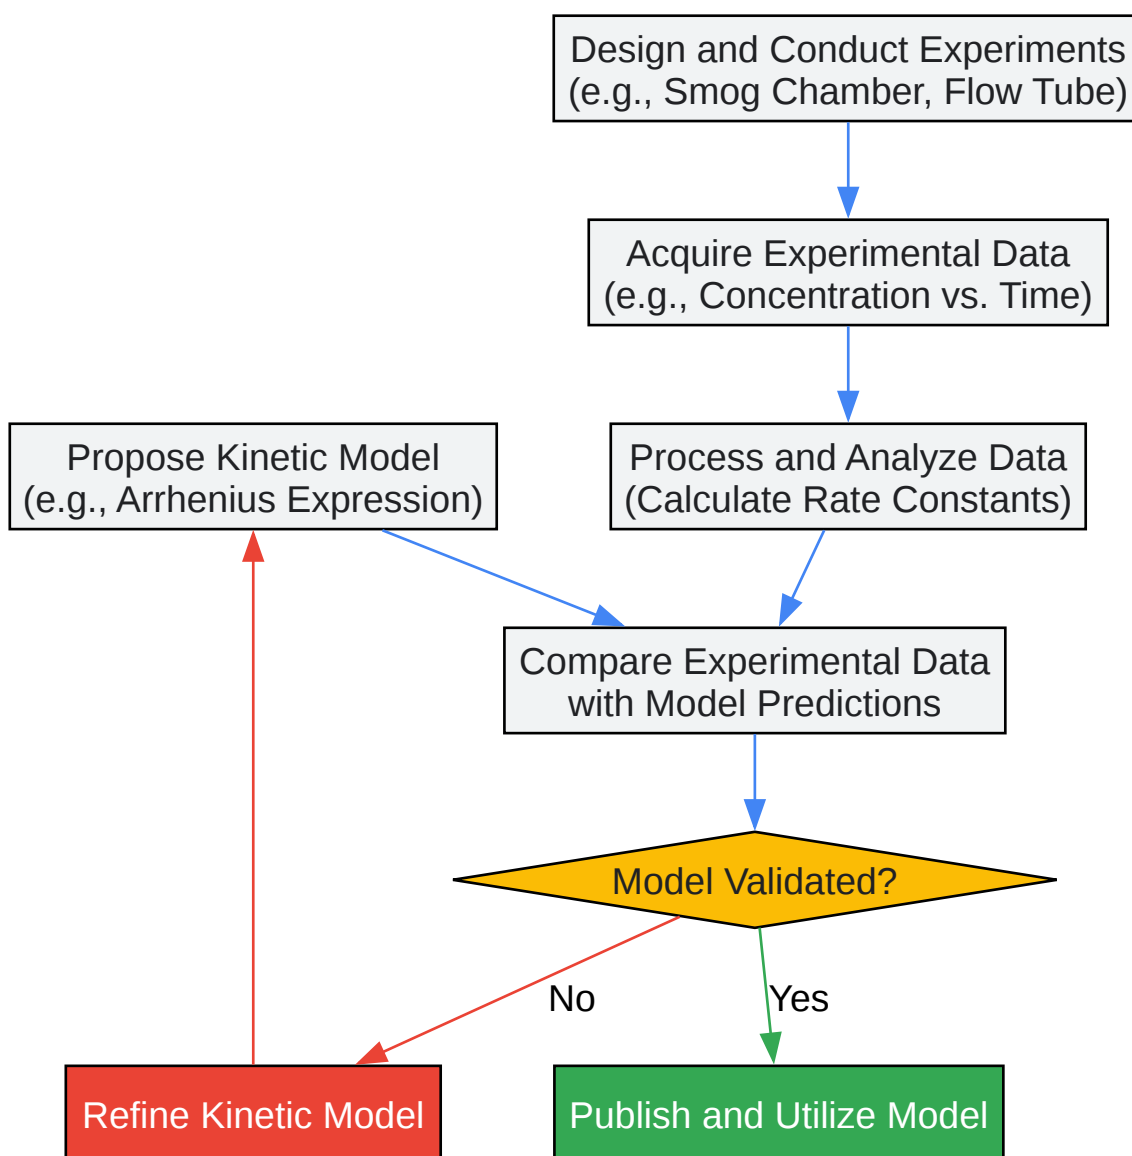 Design and Conduct Experiments
(e.g., Smog Chamber, Flow Tube)
Acquire Experimental Data
(e.g., Concentration vs. Time)
Propose Kinetic Model
(e.g., Arrhenius Expression)
Process and Analyze Data
(Calculate Rate Constants)
Compare Experimental Data
with Model Predictions
Model Validated?
No
Yes
Refine Kinetic Model
Publish and Utilize Model